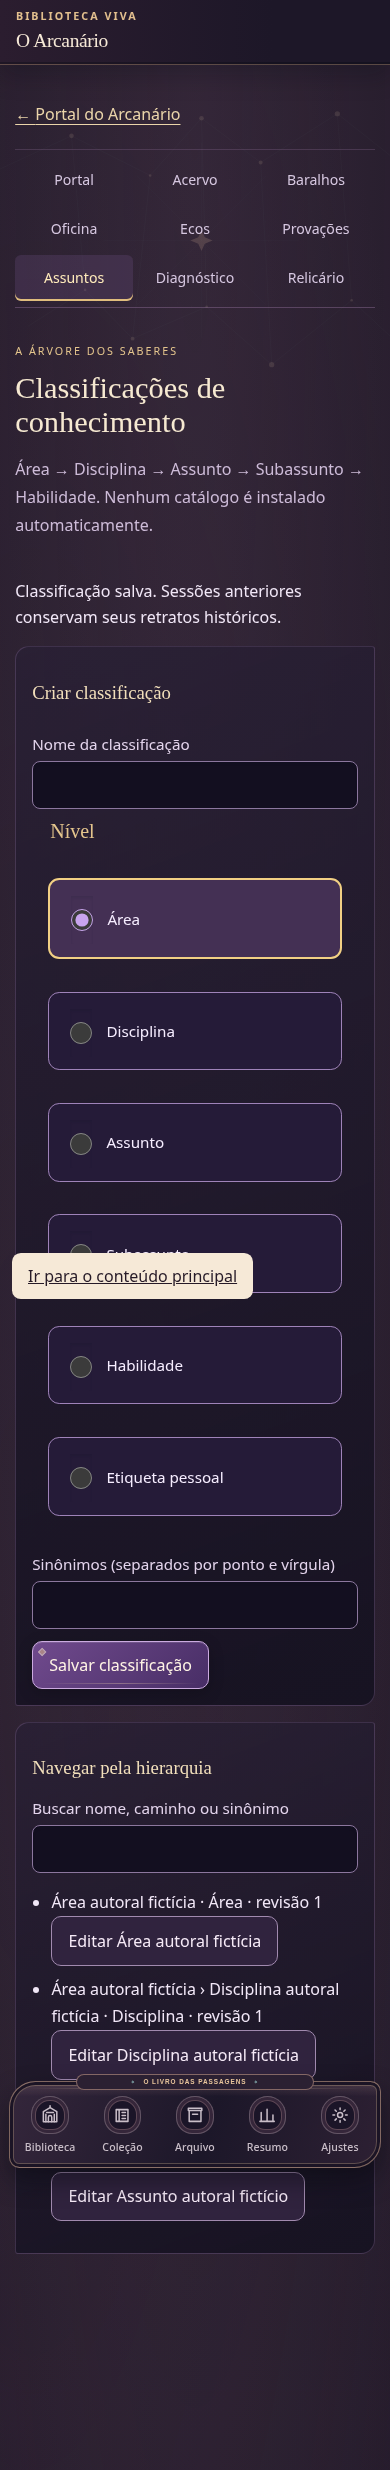 BIBLIOTECA VIVA
O Arcanário
← Portal do Arcanário
Portal
Acervo
Baralhos
Oficina
Ecos
Provações
Assuntos
Diagnóstico
Relicário
A ÁRVORE DOS SABERES
Classificações de
conhecimento
Área → Disciplina → Assunto → Subassunto →
Habilidade. Nenhum catálogo é instalado
automaticamente.
Classificação salva. Sessões anteriores
conservam seus retratos históricos.
Criar classificação
Nome da classificação
Nível
Área
Disciplina
Assunto
Ir para o conteúdo principal
Habilidade
Etiqueta pessoal
Sinônimos (separados por ponto e vírgula)
Salvar classificação
Navegar pela hierarquia
Buscar nome, caminho ou sinônimo
• Área autoral fictícia · Área · revisão 1
Editar Área autoral fictícia
• Área autoral fictícia › Disciplina autoral
fictícia · Disciplina · revisão 1
Editar Disciplina autoral fictícia
O LIVRO DAS PASSAGENS
Biblioteca
Coleção
Arquivo
Resumo
Ajustes
Editar Assunto autoral fictício